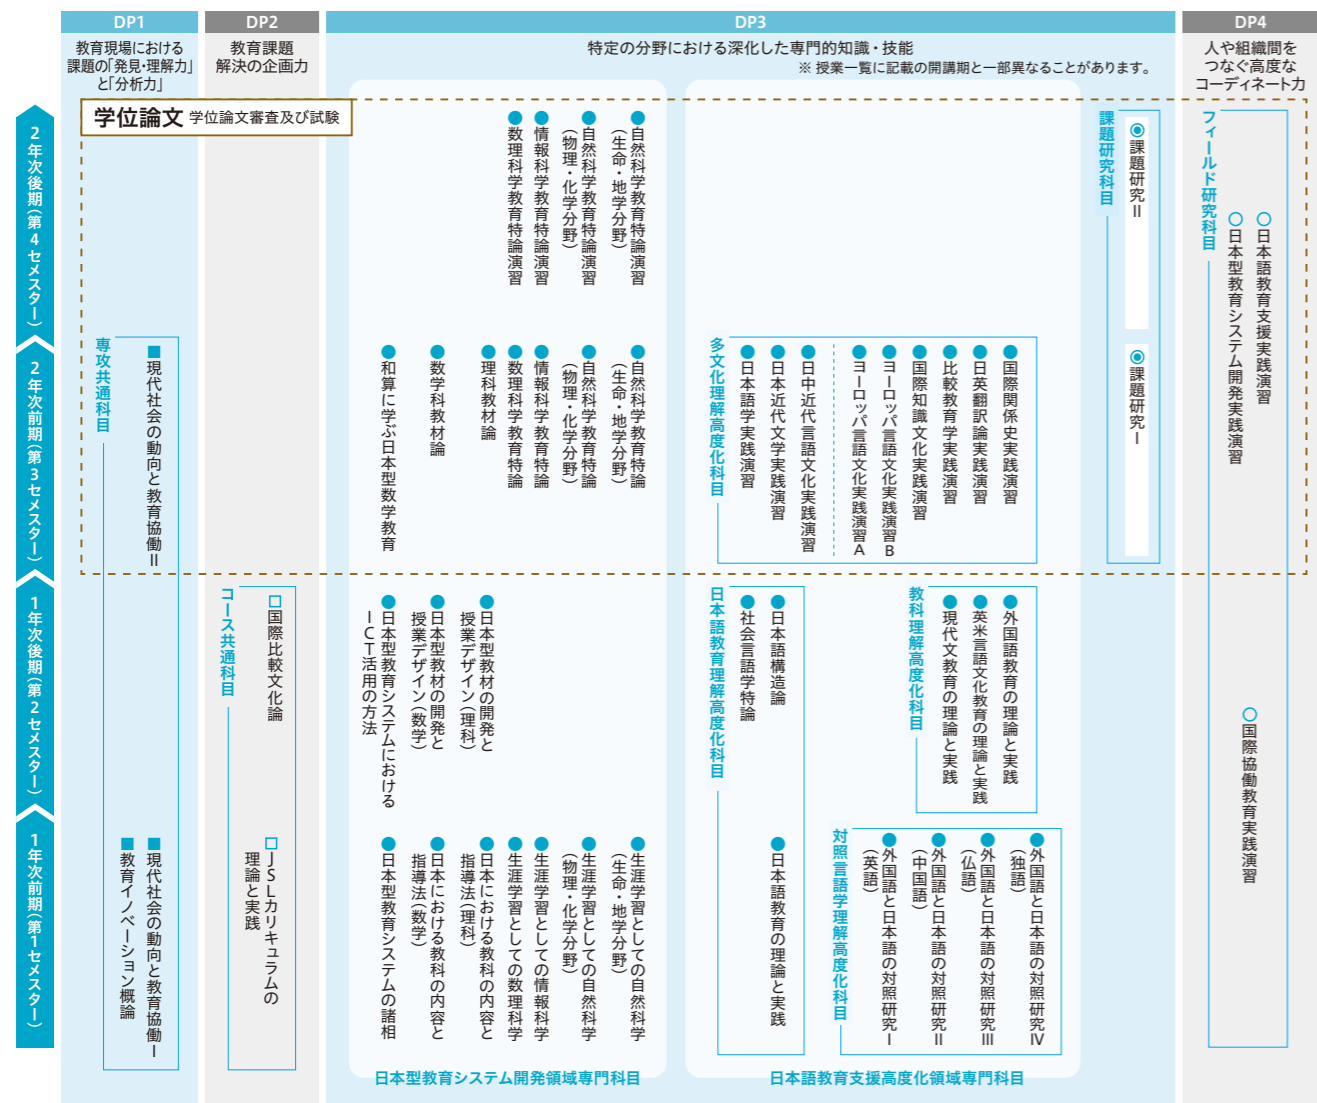 DP1
DP2
DP3
DP4
教育現場における
課題の「発見・理解力」
と「分析力」
教育課題
解決の企画力
特定の分野における深化した専門的知識・技能
※ 授業一覧に記載の開講期と一部異なることがあります。
人や組織間を
つなぐ高度な
コーディネート力
学位論文 学位論文審査及び試験
2年次後期（第4セメスター）
2年次前期（第3セメスター）
1年次後期（第2セメスター）
1年次前期（第1セメスター）
専攻共通科目
■現代社会の動向と教育協働Ⅱ
■現代社会の動向と教育協働Ⅰ
■教育イノベーション概論
コース共通科目
□国際比較文化論
□JSLカリキュラムの
理論と実践
●自然科学教育特論演習
（生命・地学分野）
●自然科学教育特論演習
（物理・化学分野）
●情報科学教育特論演習
●数理科学教育特論演習
●自然科学教育特論
（生命・地学分野）
●自然科学教育特論
（物理・化学分野）
●情報科学教育特論
●数理科学教育特論
●理科教材論
●数学科教材論
●和算に学ぶ日本型数学教育
●日本型教材の開発と
授業デザイン（理科）
●日本型教材の開発と
授業デザイン（数学）
●日本型教育システムにおける
ICT活用の方法
●生涯学習としての自然科学
（生命・地学分野）
●生涯学習としての自然科学
（物理・化学分野）
●生涯学習としての情報科学
●生涯学習としての数理科学
●日本における教科の内容と
指導法（理科）
●日本における教科の内容と
指導法（数学）
●日本型教育システムの諸相
日本型教育システム開発領域専門科目
多文化理解高度化科目
●国際関係史実践演習
●日英翻訳論実践演習
●比較教育学実践演習
●国際知識文化実践演習
●ヨーロッパ言語文化実践演習B
●ヨーロッパ言語文化実践演習A
●日中近代言語文化実践演習
●日本近代文学実践演習
●日本語学実践演習
教科理解高度化科目
●外国語教育の理論と実践
●英米言語文化教育の理論と実践
●現代文教育の理論と実践
日本語教育理解高度化科目
●日本語構造論
●社会言語学特論
●日本語教育の理論と実践
対照言語学理解高度化科目
●外国語と日本語の対照研究Ⅳ
（独語）
●外国語と日本語の対照研究Ⅲ
（仏語）
●外国語と日本語の対照研究Ⅱ
（中国語）
●外国語と日本語の対照研究Ⅰ
（英語）
日本語教育支援高度化領域専門科目
課題研究科目
◉課題研究Ⅱ
◉課題研究Ⅰ
フィールド研究科目
○日本語教育支援実践演習
○日本型教育システム開発実践演習
○国際協働教育実践演習